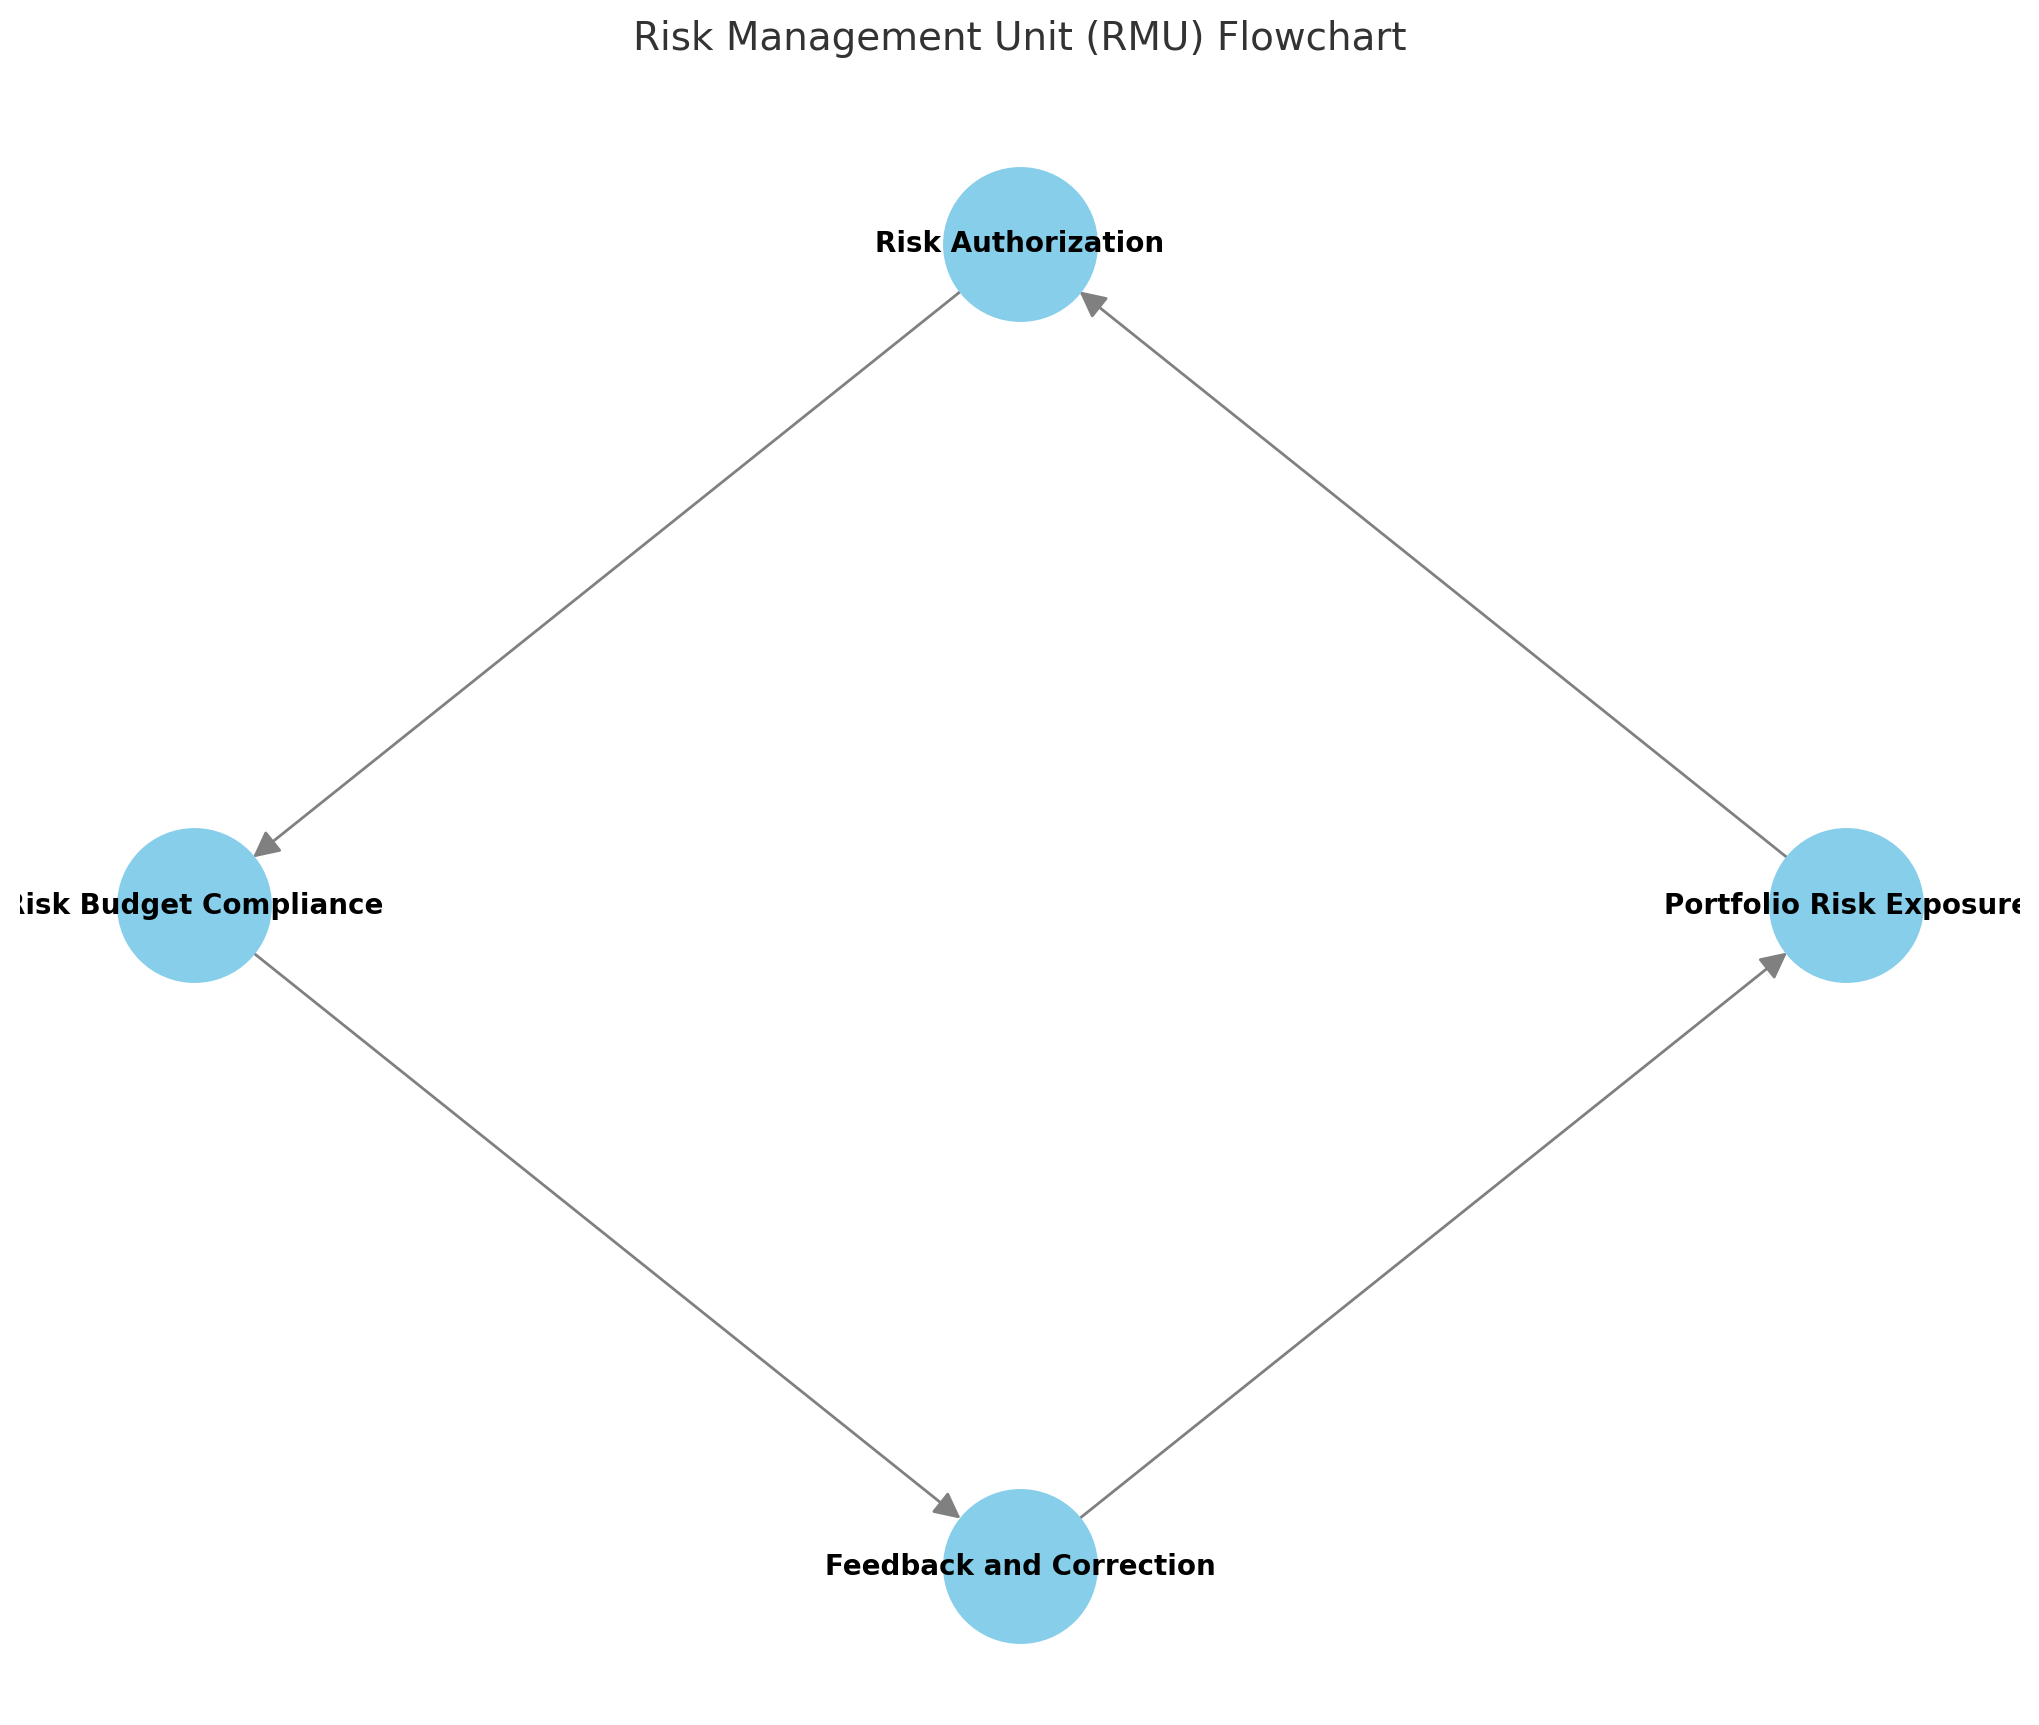 Risk Management Unit (RMU) Flowchart
Risk Authorization
Risk Budget Compliance
Portfolio Risk Exposure
Feedback and Correction